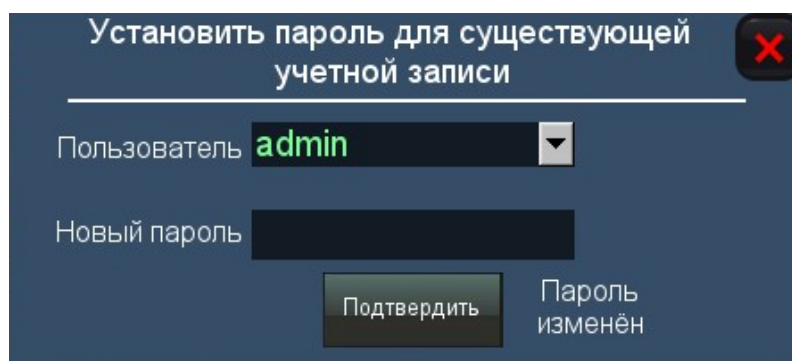 Установить пароль для существующей
учетной записи
Пользователь admin
Новый пароль
Подтвердить
Пароль
изменён